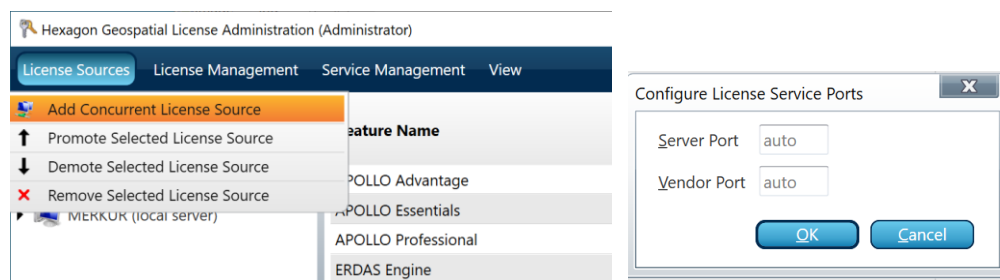 Hexagon Geospatial License Administration (Administrator)
License Sources License Management Service Management View
Add Concurrent License Source
Promote Selected License Source
Demote Selected License Source
Remove Selected License Source
MERKUR (local server)
Feature Name
APOLLO Advantage
APOLLO Essentials
APOLLO Professional
ERDAS Engine
Configure License Service Ports
Server Port auto
Vendor Port auto
OK Cancel